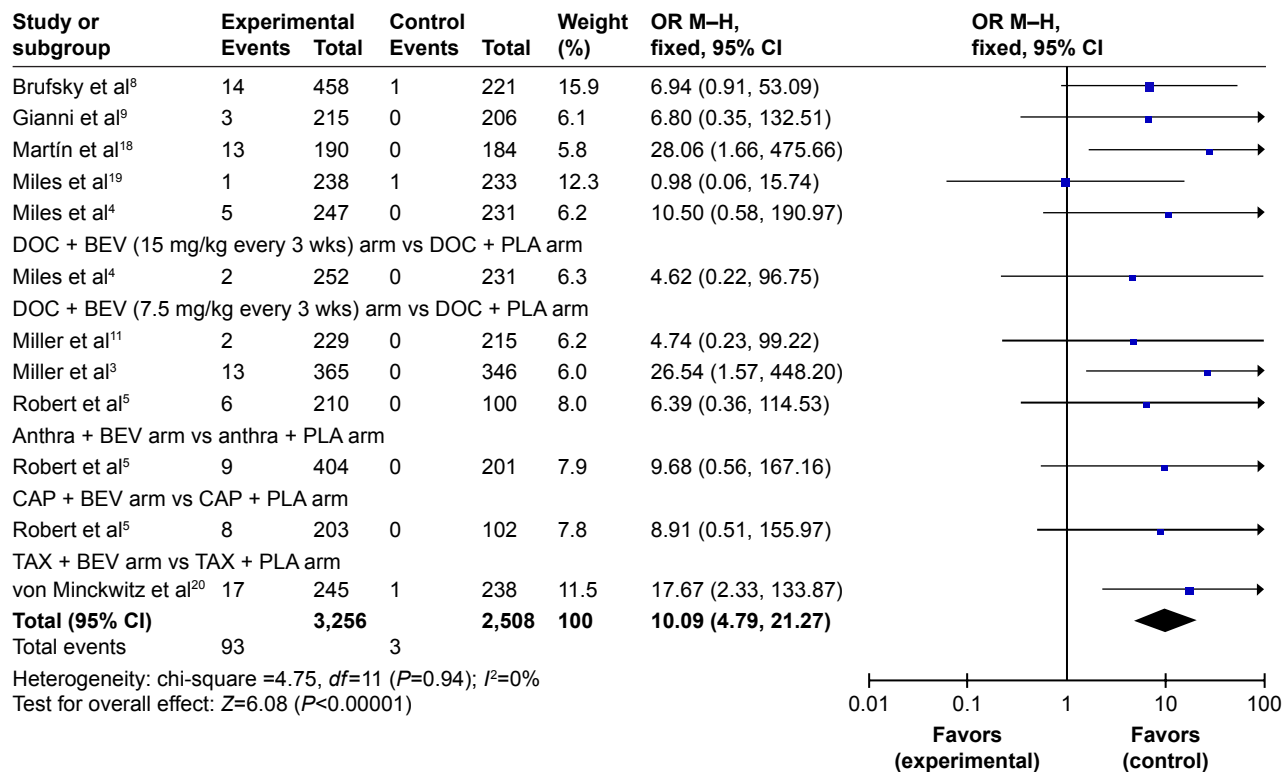 Study or subgroup Experimental Events Total Control Events Total Weight (%) OR M–H, fixed, 95% CI OR M–H, fixed, 95% CI
Brufsky et al⁸ 14 458 1 221 15.9 6.94 (0.91, 53.09)
Gianni et al⁹ 3 215 0 206 6.1 6.80 (0.35, 132.51)
Martín et al¹⁸ 13 190 0 184 5.8 28.06 (1.66, 475.66)
Miles et al¹⁹ 1 238 1 233 12.3 0.98 (0.06, 15.74)
Miles et al⁴ 5 247 0 231 6.2 10.50 (0.58, 190.97)
DOC + BEV (15 mg/kg every 3 wks) arm vs DOC + PLA arm
Miles et al⁴ 2 252 0 231 6.3 4.62 (0.22, 96.75)
DOC + BEV (7.5 mg/kg every 3 wks) arm vs DOC + PLA arm
Miller et al¹¹ 2 229 0 215 6.2 4.74 (0.23, 99.22)
Miller et al³ 13 365 0 346 6.0 26.54 (1.57, 448.20)
Robert et al⁵ 6 210 0 100 8.0 6.39 (0.36, 114.53)
Anthra + BEV arm vs anthra + PLA arm
Robert et al⁵ 9 404 0 201 7.9 9.68 (0.56, 167.16)
CAP + BEV arm vs CAP + PLA arm
Robert et al⁵ 8 203 0 102 7.8 8.91 (0.51, 155.97)
TAX + BEV arm vs TAX + PLA arm
von Minckwitz et al²⁰ 17 245 1 238 11.5 17.67 (2.33, 133.87)
Total (95% CI) 3,256 2,508 100 10.09 (4.79, 21.27)
Total events 93 3
Heterogeneity: chi-square =4.75, df=11 (P=0.94); I²=0%
Test for overall effect: Z=6.08 (P<0.00001)
0.01 0.1 1 10 100
Favors (experimental) Favors (control)